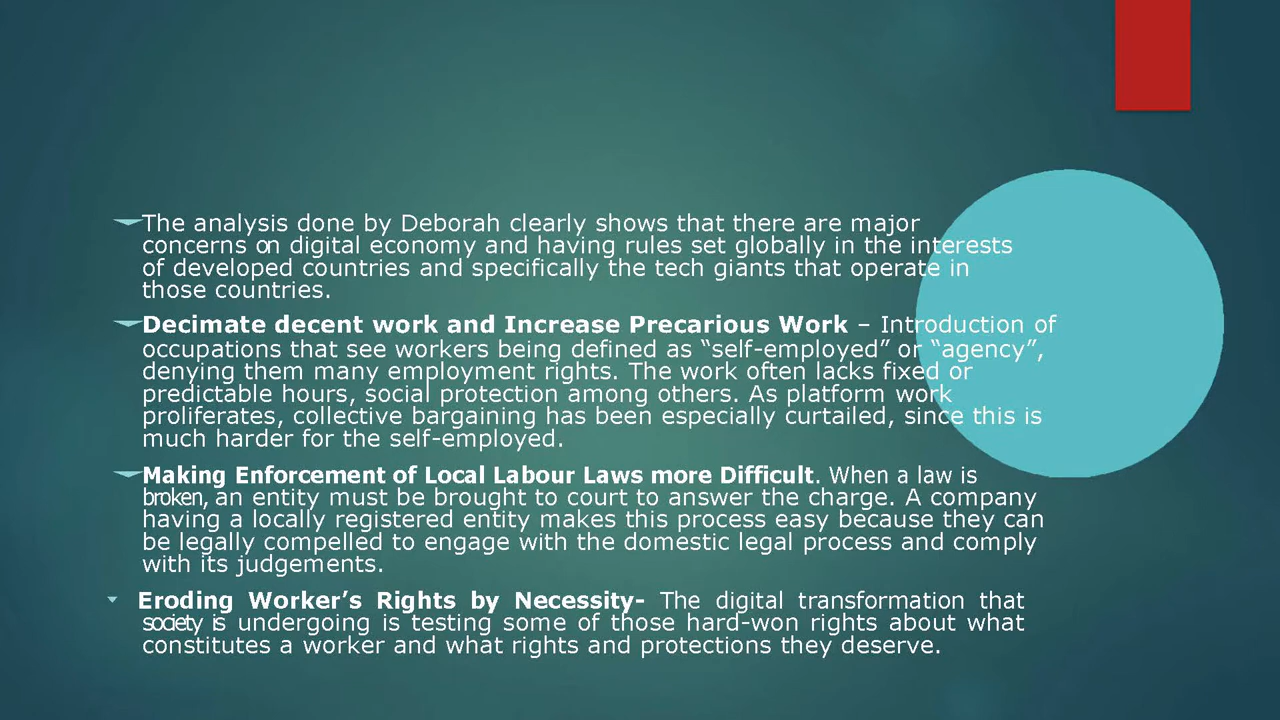 The analysis done by Deborah clearly shows that there are major
concerns on digital economy and having rules set globally in the interests
of developed countries and specifically the tech giants that operate in
those countries.
Decimate decent work and Increase Precarious Work – Introduction of
occupations that see workers being defined as “self-employed” or “agency”,
denying them many employment rights. The work often lacks fixed or
predictable hours, social protection among others. As platform work
proliferates, collective bargaining has been especially curtailed, since this is
much harder for the self-employed.
Making Enforcement of Local Labour Laws more Difficult. When a law is
broken, an entity must be brought to court to answer the charge. A company
having a locally registered entity makes this process easy because they can
be legally compelled to engage with the domestic legal process and comply
with its judgements.
Eroding Worker’s Rights by Necessity- The digital transformation that
society is undergoing is testing some of those hard-won rights about what
constitutes a worker and what rights and protections they deserve.